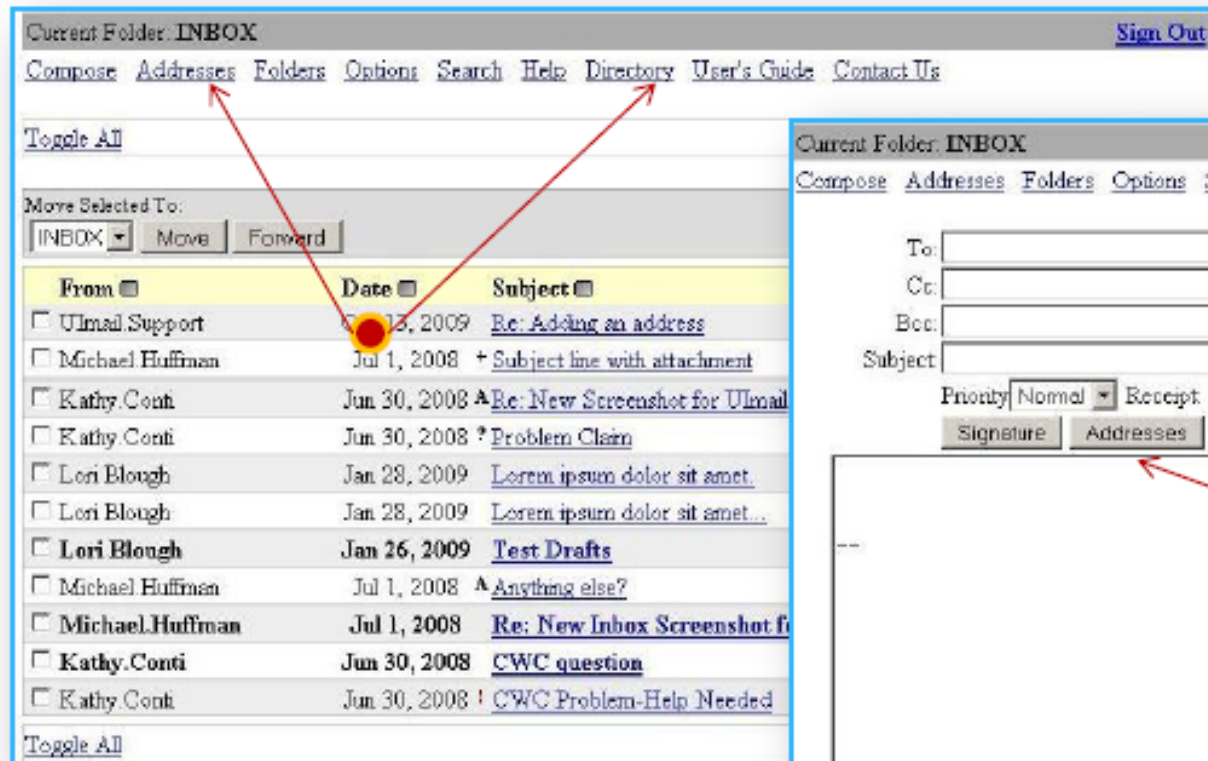 Current Folder: INBOX Sign Out
Compose Addresses Folders Options Search Help Directory User's Guide Contact Us
Toggle All
Move Selected To:
INBOX Move Forward
From Date Subject
UImail.Support 13, 2009 Re: Adding an address
Michael.Huffman Jul 1, 2008 + Subject line with attachment
Kathy.Conti Jun 30, 2008 A Re: New Screenshot for UImail
Kathy.Conti Jun 30, 2008 ? Problem Claim
Lori Blough Jan 28, 2009 Lorem ipsum dolor sit amet.
Lori Blough Jan 28, 2009 Lorem ipsum dolor sit amet...
Lori Blough Jan 26, 2009 Test Drafts
Michael.Huffman Jul 1, 2008 A Anything else?
Michael.Huffman Jul 1, 2008 Re: New Inbox Screenshot
Kathy.Conti Jun 30, 2008 CWC question
Kathy.Conti Jun 30, 2008 ! CWC Problem-Help Needed
Toggle All
Current Folder: INBOX
Compose Addresses Folders Options
To:
Cc:
Bcc:
Subject
Priority Normal Receipt
Signature Addresses
--